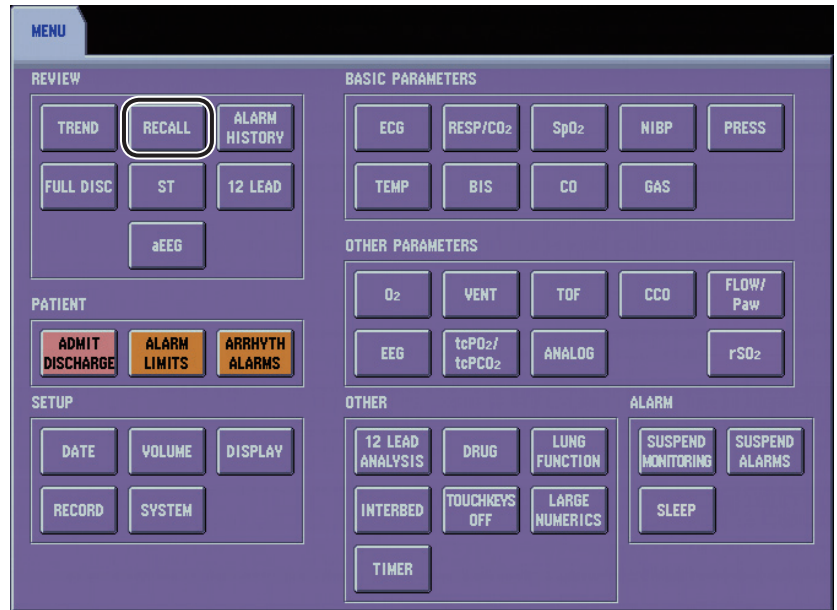 MENU
REVIEW
TREND
RECALL
ALARM
HISTORY
FULL DISC
ST
12 LEAD
aEEG
PATIENT
ADMIT
DISCHARGE
ALARM
LIMITS
ARRHYTH
ALARMS
SETUP
DATE
VOLUME
DISPLAY
RECORD
SYSTEM
BASIC PARAMETERS
ECG
RESP/CO2
SpO2
NIBP
PRESS
TEMP
BIS
CO
GAS
OTHER PARAMETERS
O2
VENT
TOF
CCO
FLOW/
Paw
EEG
tcPO2/
tcPCO2
ANALOG
rSO2
OTHER
12 LEAD
ANALYSIS
DRUG
LUNG
FUNCTION
INTERBED
TOUCHKEYS
OFF
LARGE
NUMERICS
TIMER
ALARM
SUSPEND
MONITORING
SUSPEND
ALARMS
SLEEP